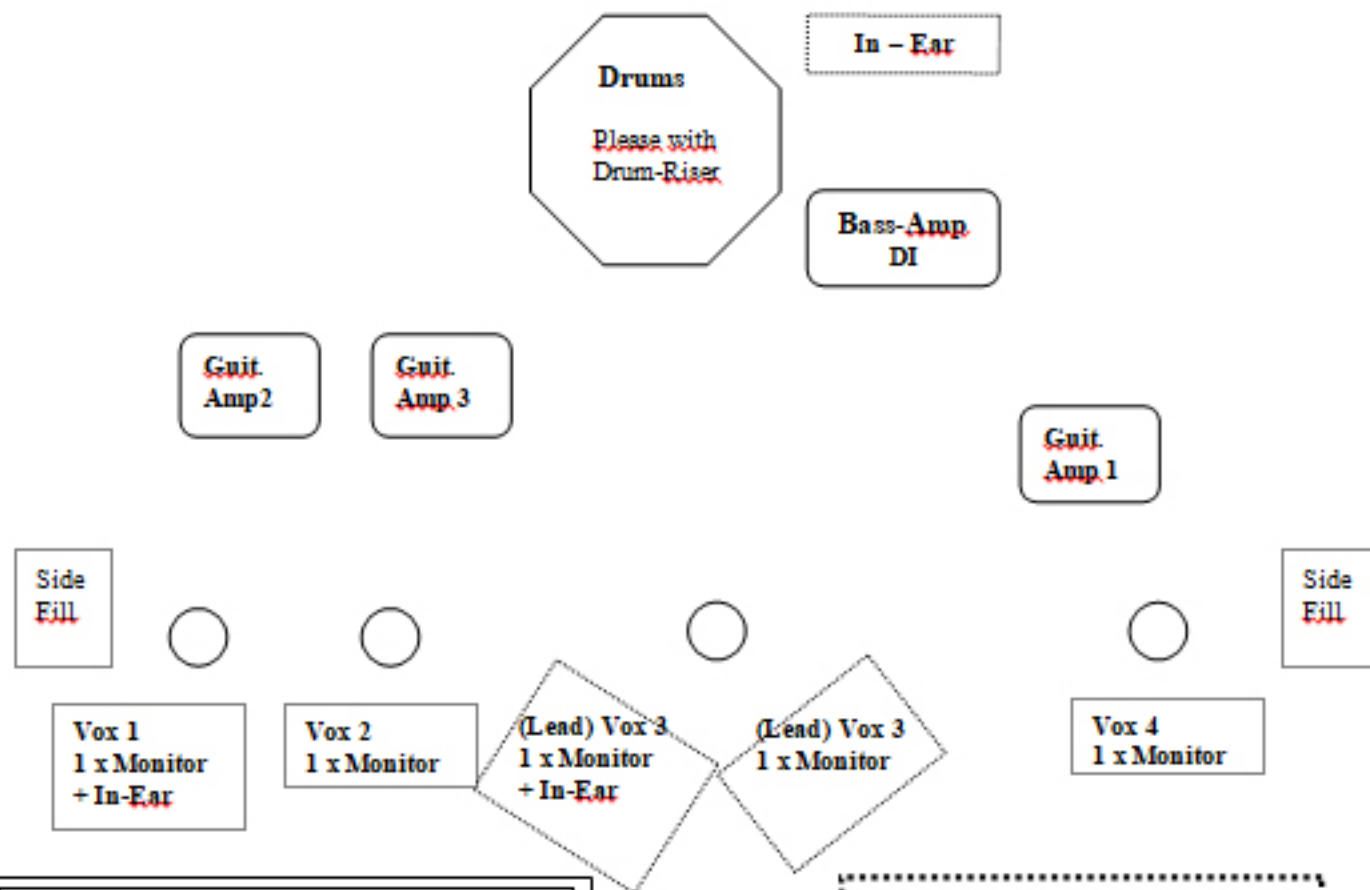 In – Ear
Drums
Please with
Drum-Riser
Bass-Amp
DI
Guit.
Amp2
Guit.
Amp 3
Guit.
Amp 1
Side
Fill
Side
Fill
Vox 1
1 x Monitor
+ In-Ear
Vox 2
1 x Monitor
(Lead) Vox 3
1 x Monitor
+ In-Ear
(Lead) Vox 3
1 x Monitor
Vox 4
1 x Monitor